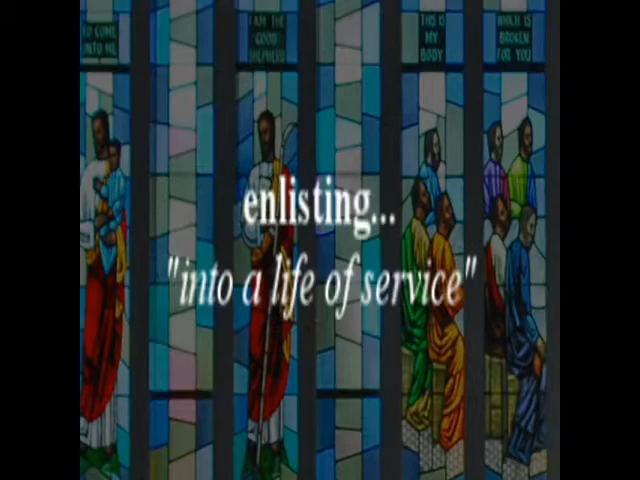 TO COME
UNTO ME
I AM THE
GOOD
SHEPHERD
THIS IS
MY
BODY
WHICH IS
BROKEN
FOR YOU
enlisting...
"into a life of service"